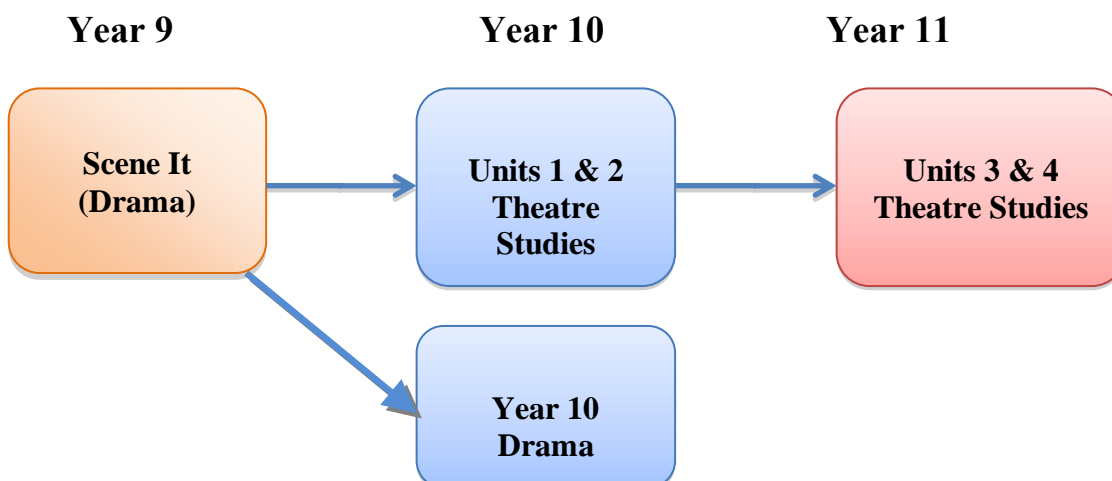 Year 9
Year 10
Year 11
Scene It
(Drama)
Units 1 & 2
Theatre
Studies
Units 3 & 4
Theatre Studies
Year 10
Drama